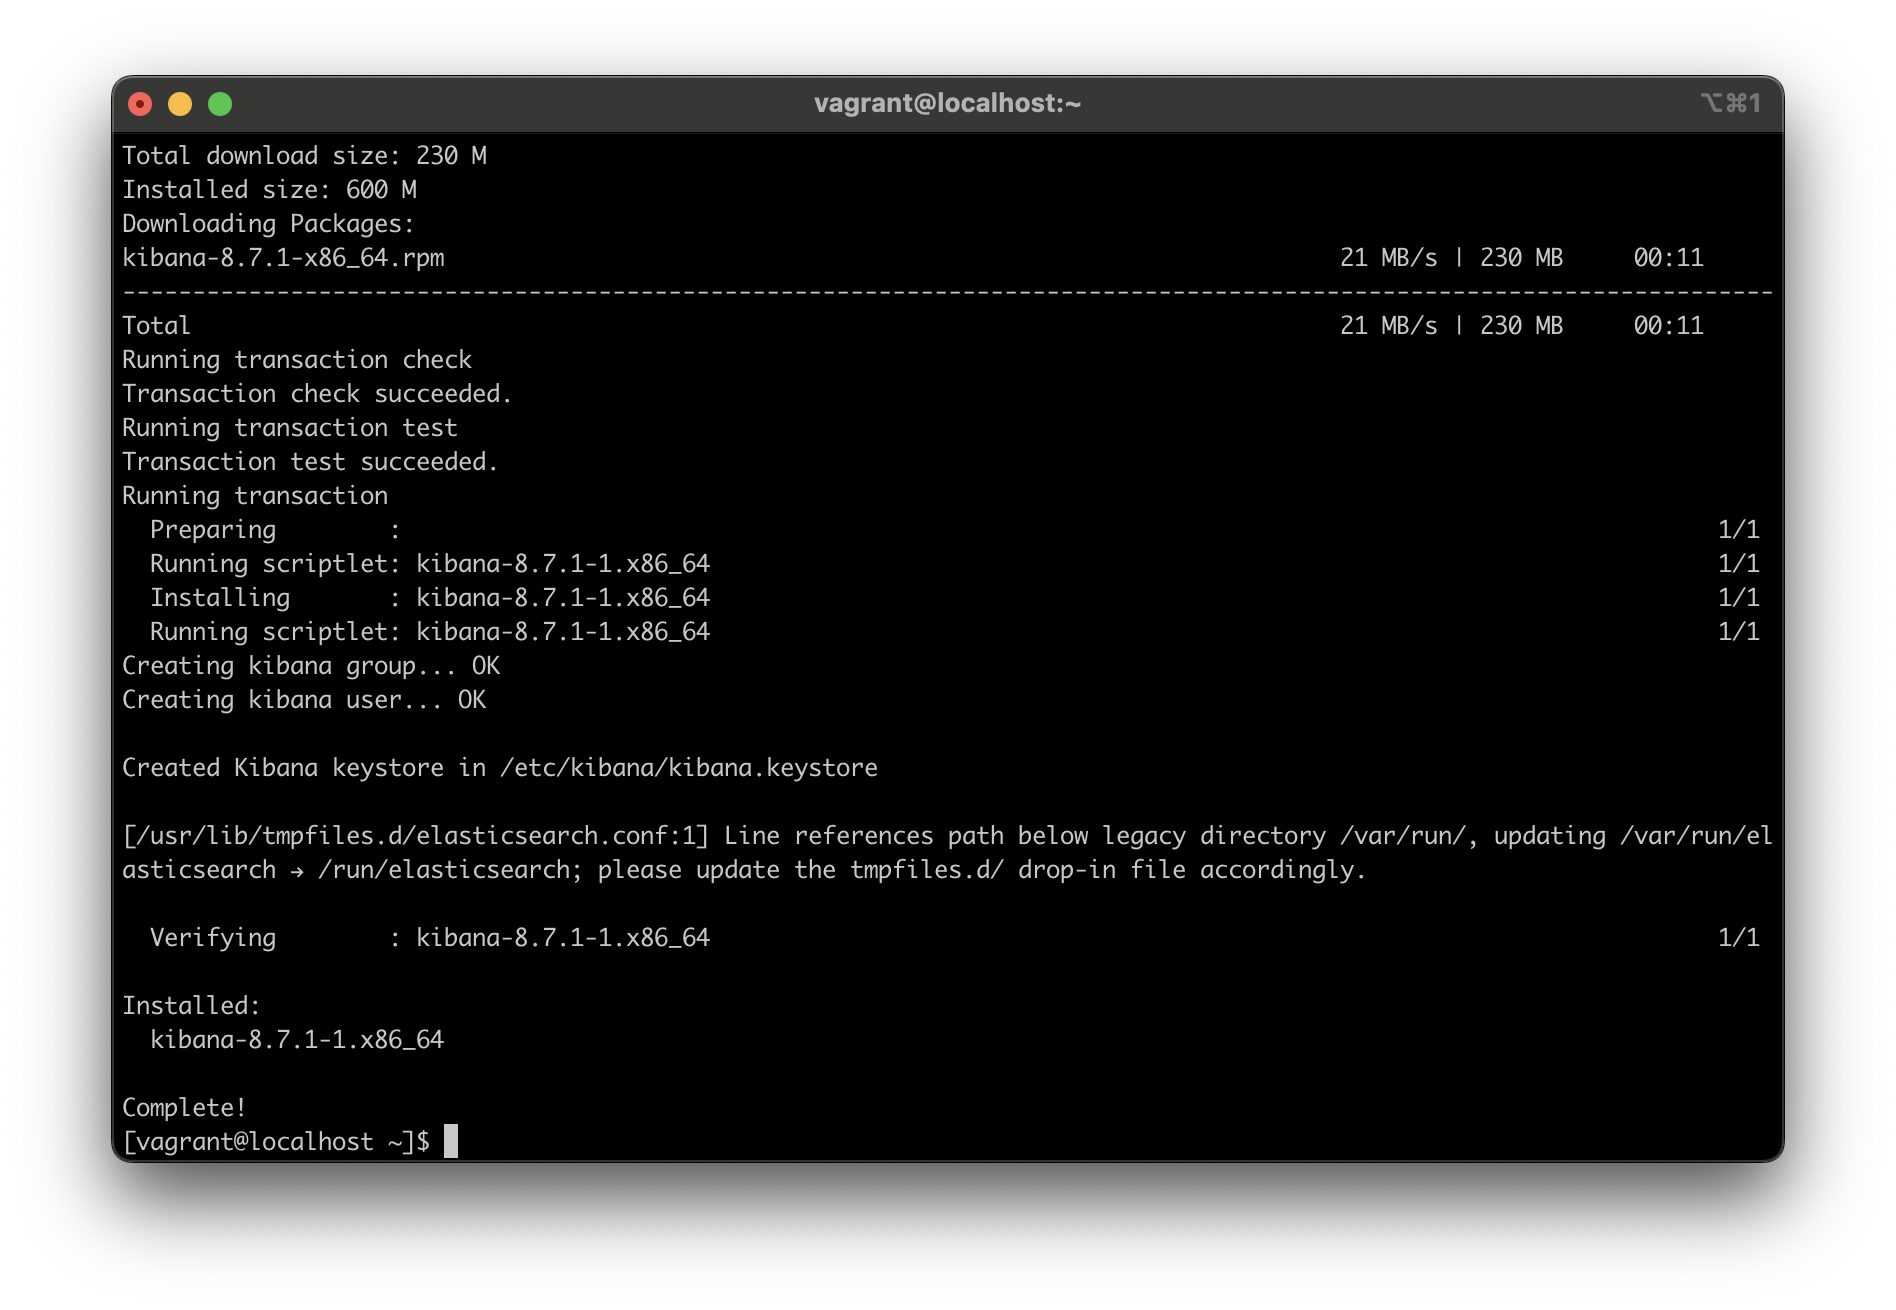 vagrant@localhost:~
⌥⌘1
Total download size: 230 M
Installed size: 600 M
Downloading Packages:
kibana-8.7.1-x86_64.rpm                                         21 MB/s | 230 MB     00:11
----------------------------------------------------------------------------------------------------------------------
Total                                                           21 MB/s | 230 MB     00:11
Running transaction check
Transaction check succeeded.
Running transaction test
Transaction test succeeded.
Running transaction
  Preparing        :                                            1/1
  Running scriptlet: kibana-8.7.1-1.x86_64                      1/1
  Installing       : kibana-8.7.1-1.x86_64                      1/1
  Running scriptlet: kibana-8.7.1-1.x86_64                      1/1
Creating kibana group... OK
Creating kibana user... OK

Created Kibana keystore in /etc/kibana/kibana.keystore

[/usr/lib/tmpfiles.d/elasticsearch.conf:1] Line references path below legacy directory /var/run/, updating /var/run/el
asticsearch → /run/elasticsearch; please update the tmpfiles.d/ drop-in file accordingly.

  Verifying        : kibana-8.7.1-1.x86_64                      1/1

Installed:
  kibana-8.7.1-1.x86_64

Complete!
[vagrant@localhost ~]$